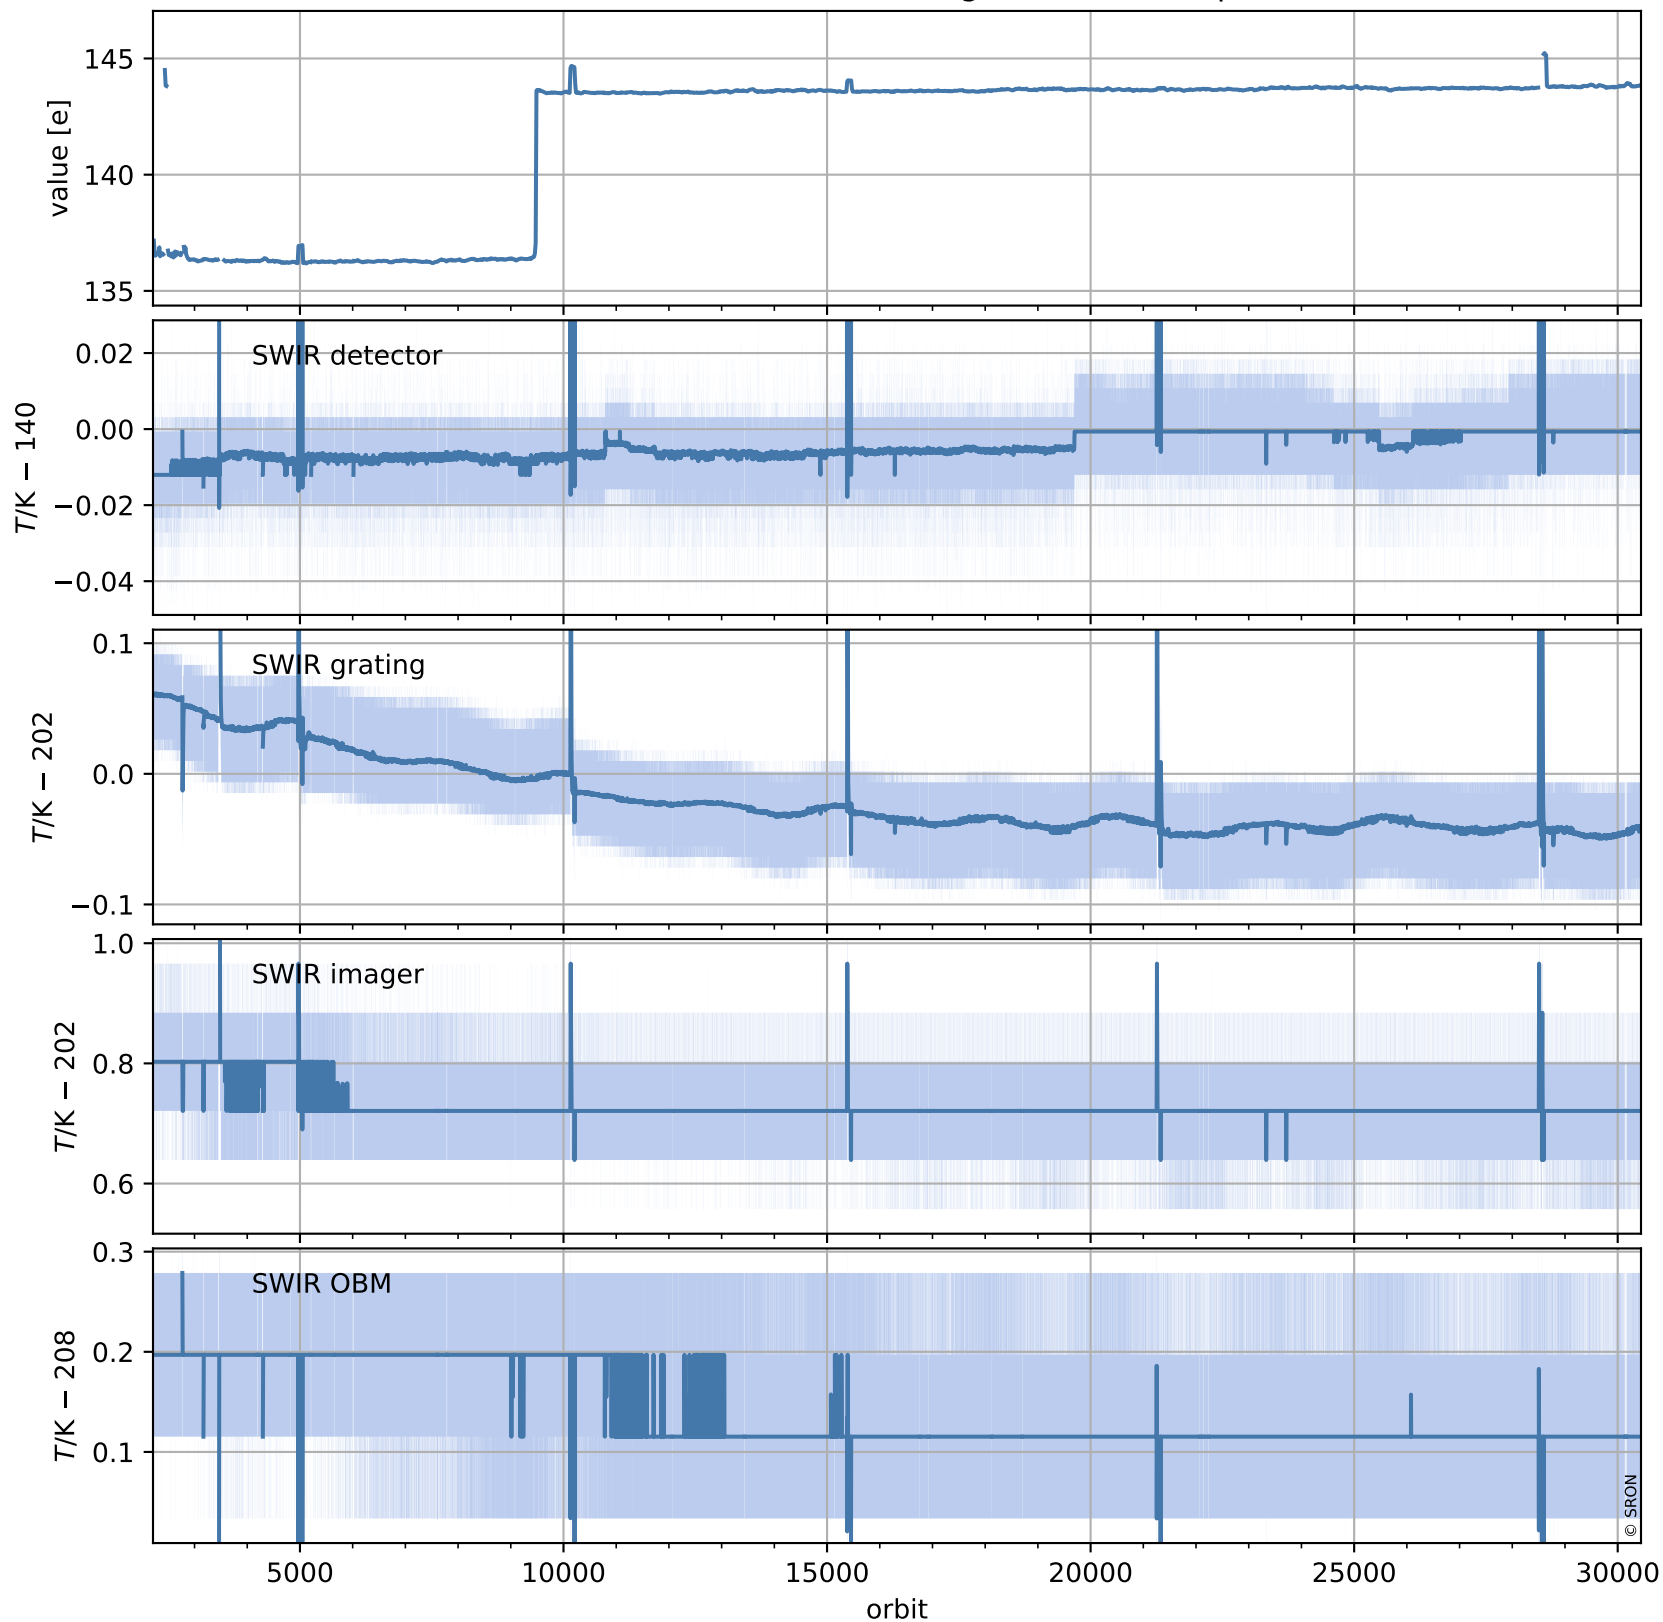 145
140
135
value [e]
SWIR detector
0.02
0.00
−0.02
−0.04
T/K − 140
SWIR grating
0.1
0.0
−0.1
T/K − 202
SWIR imager
1.0
0.8
0.6
T/K − 202
SWIR OBM
0.3
0.2
0.1
T/K − 208
© SRON
5000 10000 15000 20000 25000 30000
orbit